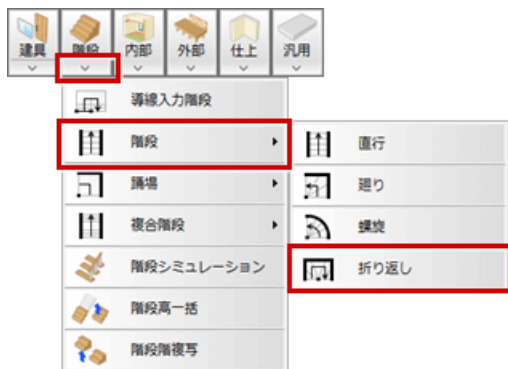 建具 階段 内部 外部 仕上 汎用
導線入力階段
階段 直行
踊場 廻り
複合階段 螺旋
階段シミュレーション 折り返し
階段高一括
階段階複写